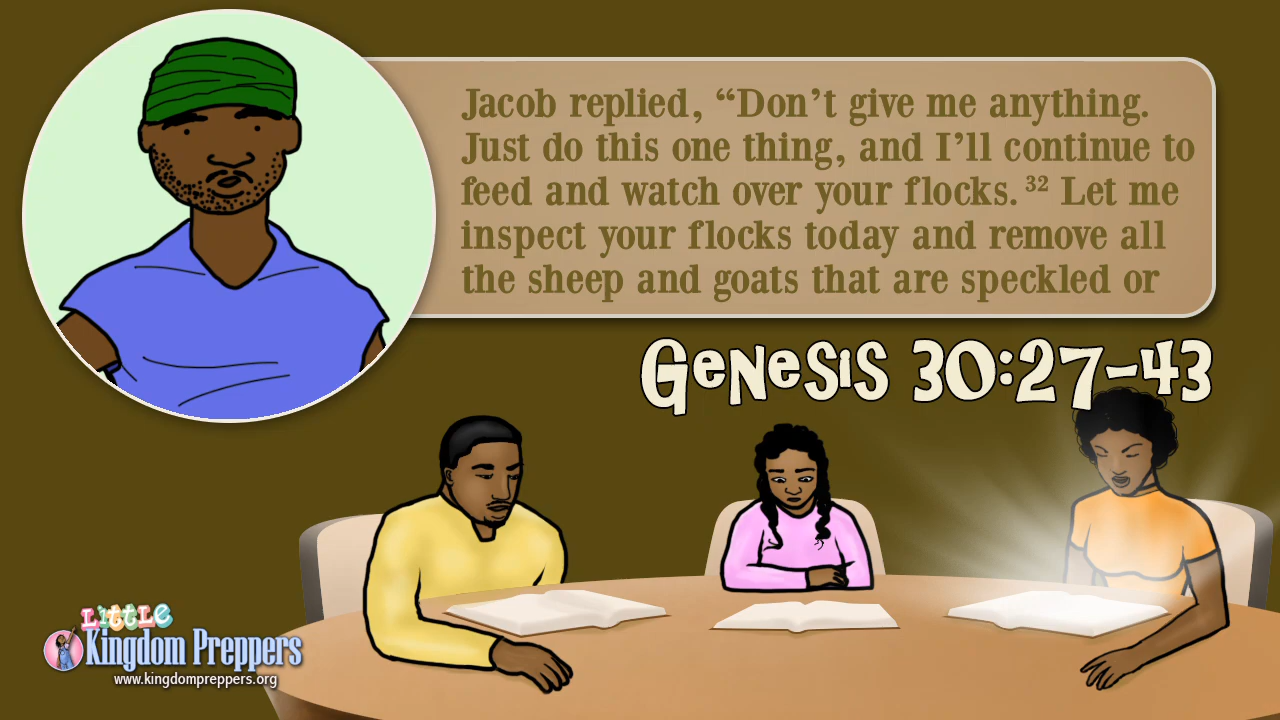 Jacob replied, “Don’t give me anything.
Just do this one thing, and I’ll continue to
feed and watch over your flocks. ³² Let me
inspect your flocks today and remove all
the sheep and goats that are speckled or
Genesis 30:27–43
Little
Kingdom Preppers
www.kingdompreppers.org